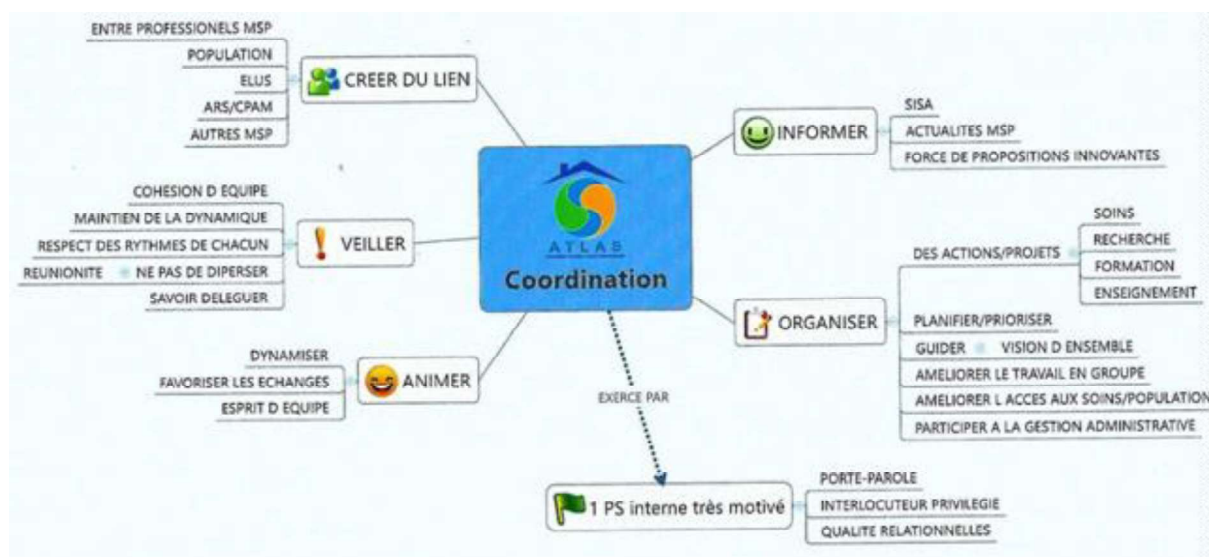 ENTRE PROFESSIONELS MSP
POPULATION
ELUS
ARS/CPAM
AUTRES MSP
CREER DU LIEN
COHESION D EQUIPE
MAINTIEN DE LA DYNAMIQUE
RESPECT DES RYTHMES DE CHACUN
REUNIONITE NE PAS DE DIPERSER
SAVOIR DELEGUER
VEILLER
DYNAMISER
FAVORISER LES ECHANGES
ESPRIT D EQUIPE
ANIMER
ATLAS
Coordination
INFORMER
SISA
ACTUALITES MSP
FORCE DE PROPOSITIONS INNOVANTES
ORGANISER
DES ACTIONS/PROJETS
SOINS
RECHERCHE
FORMATION
ENSEIGNEMENT
PLANIFIER/PRIORISER
GUIDER VISION D ENSEMBLE
AMELIORER LE TRAVAIL EN GROUPE
AMELIORER L ACCES AUX SOINS/POPULATION
PARTICIPER A LA GESTION ADMINISTRATIVE
EXERCE PAR
1 PS interne très motivé
PORTE-PAROLE
INTERLOCUTEUR PRIVILEGIE
QUALITE RELATIONNELLES